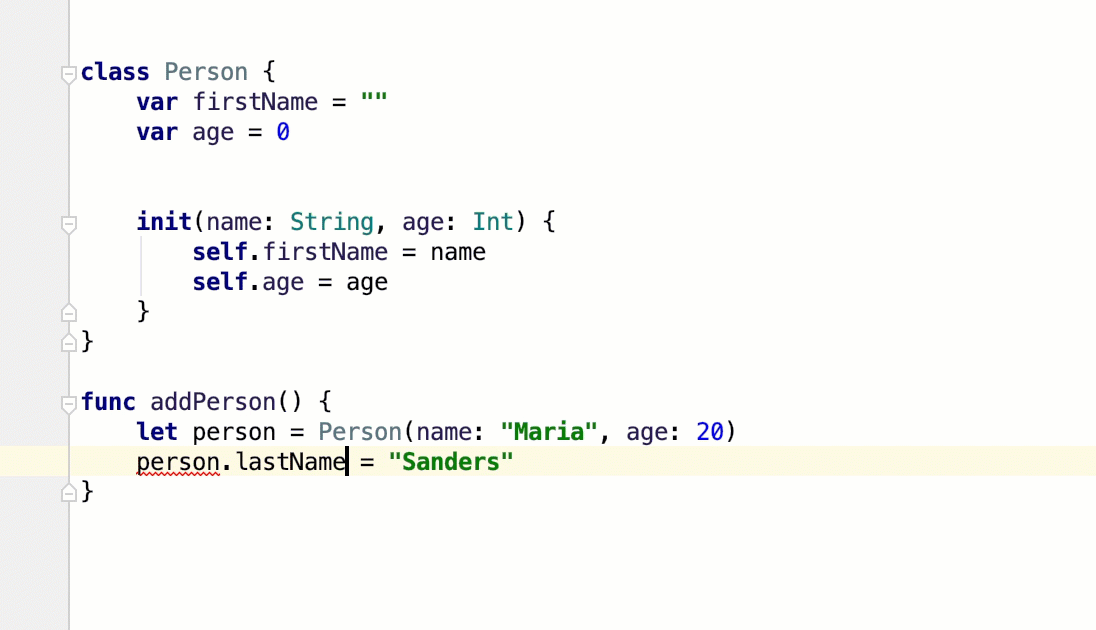 class Person {
    var firstName = ""
    var age = 0
    init(name: String, age: Int) {
        self.firstName = name
        self.age = age
    }
}
func addPerson() {
    let person = Person(name: "Maria", age: 20)
    person.lastName = "Sanders"
}